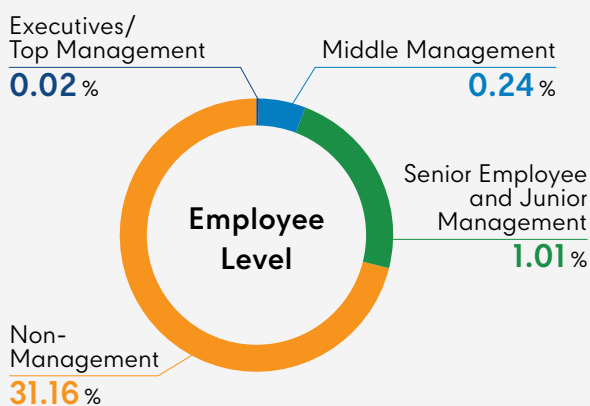 Executives/
Top Management
0.02 %
Middle Management
0.24 %
Senior Employee
and Junior
Management
1.01 %
Employee
Level
Non-
Management
31.16 %